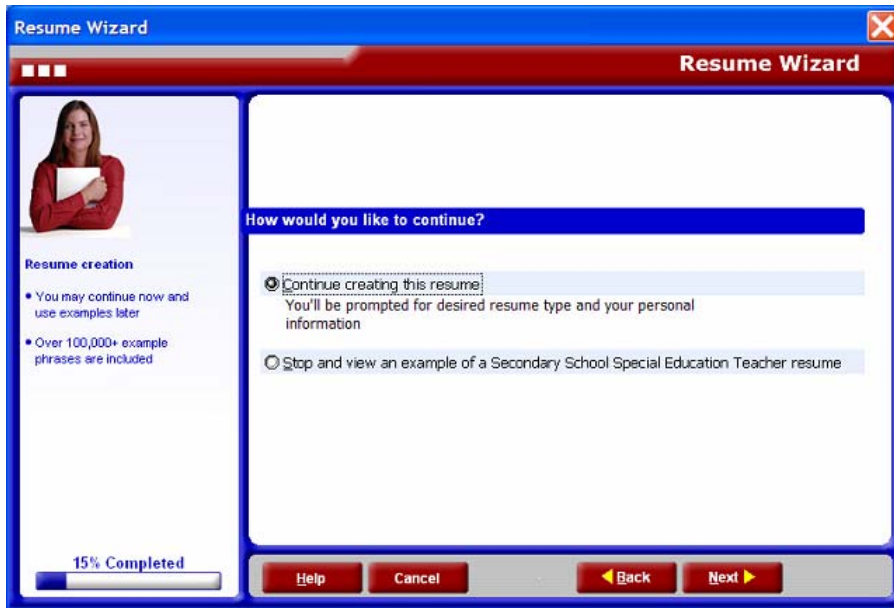 Resume Wizard
Resume Wizard
Resume creation
• You may continue now and
use examples later
• Over 100,000+ example
phrases are included
15% Completed
How would you like to continue?
Continue creating this resume
You'll be prompted for desired resume type and your personal
information
Stop and view an example of a Secondary School Special Education Teacher resume
Help Cancel Back Next